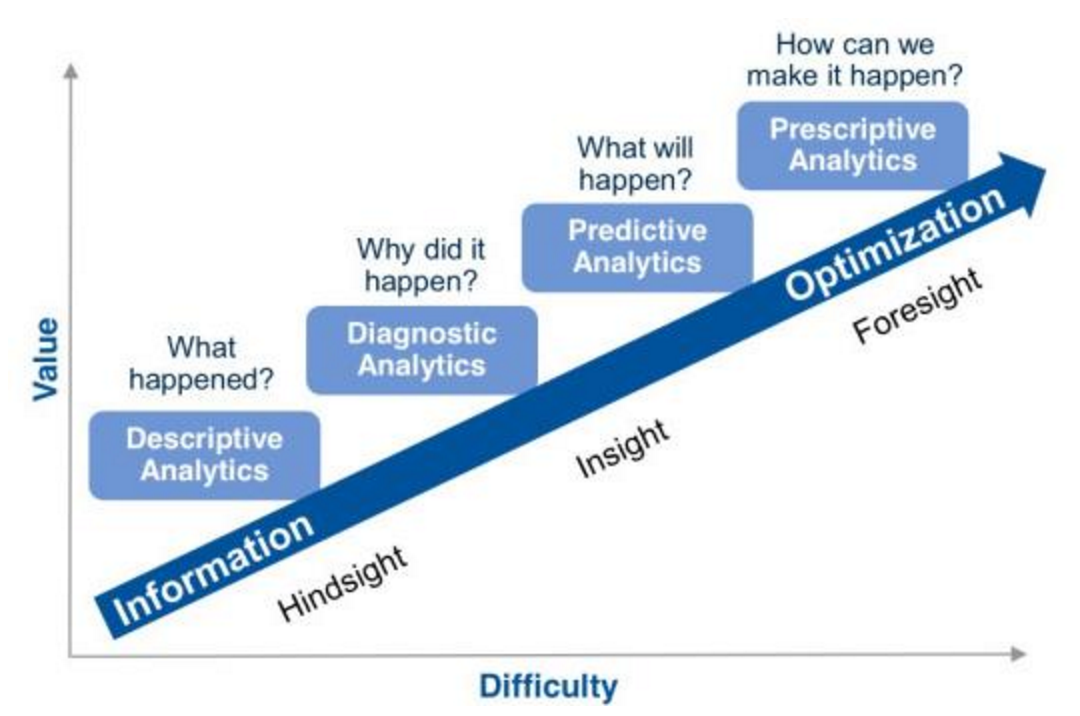 How can we
make it happen?
Prescriptive
Analytics
What will
happen?
Predictive
Analytics
Why did it
happen?
Diagnostic
Analytics
What
happened?
Descriptive
Analytics
Value
Information
Optimization
Hindsight
Insight
Foresight
Difficulty